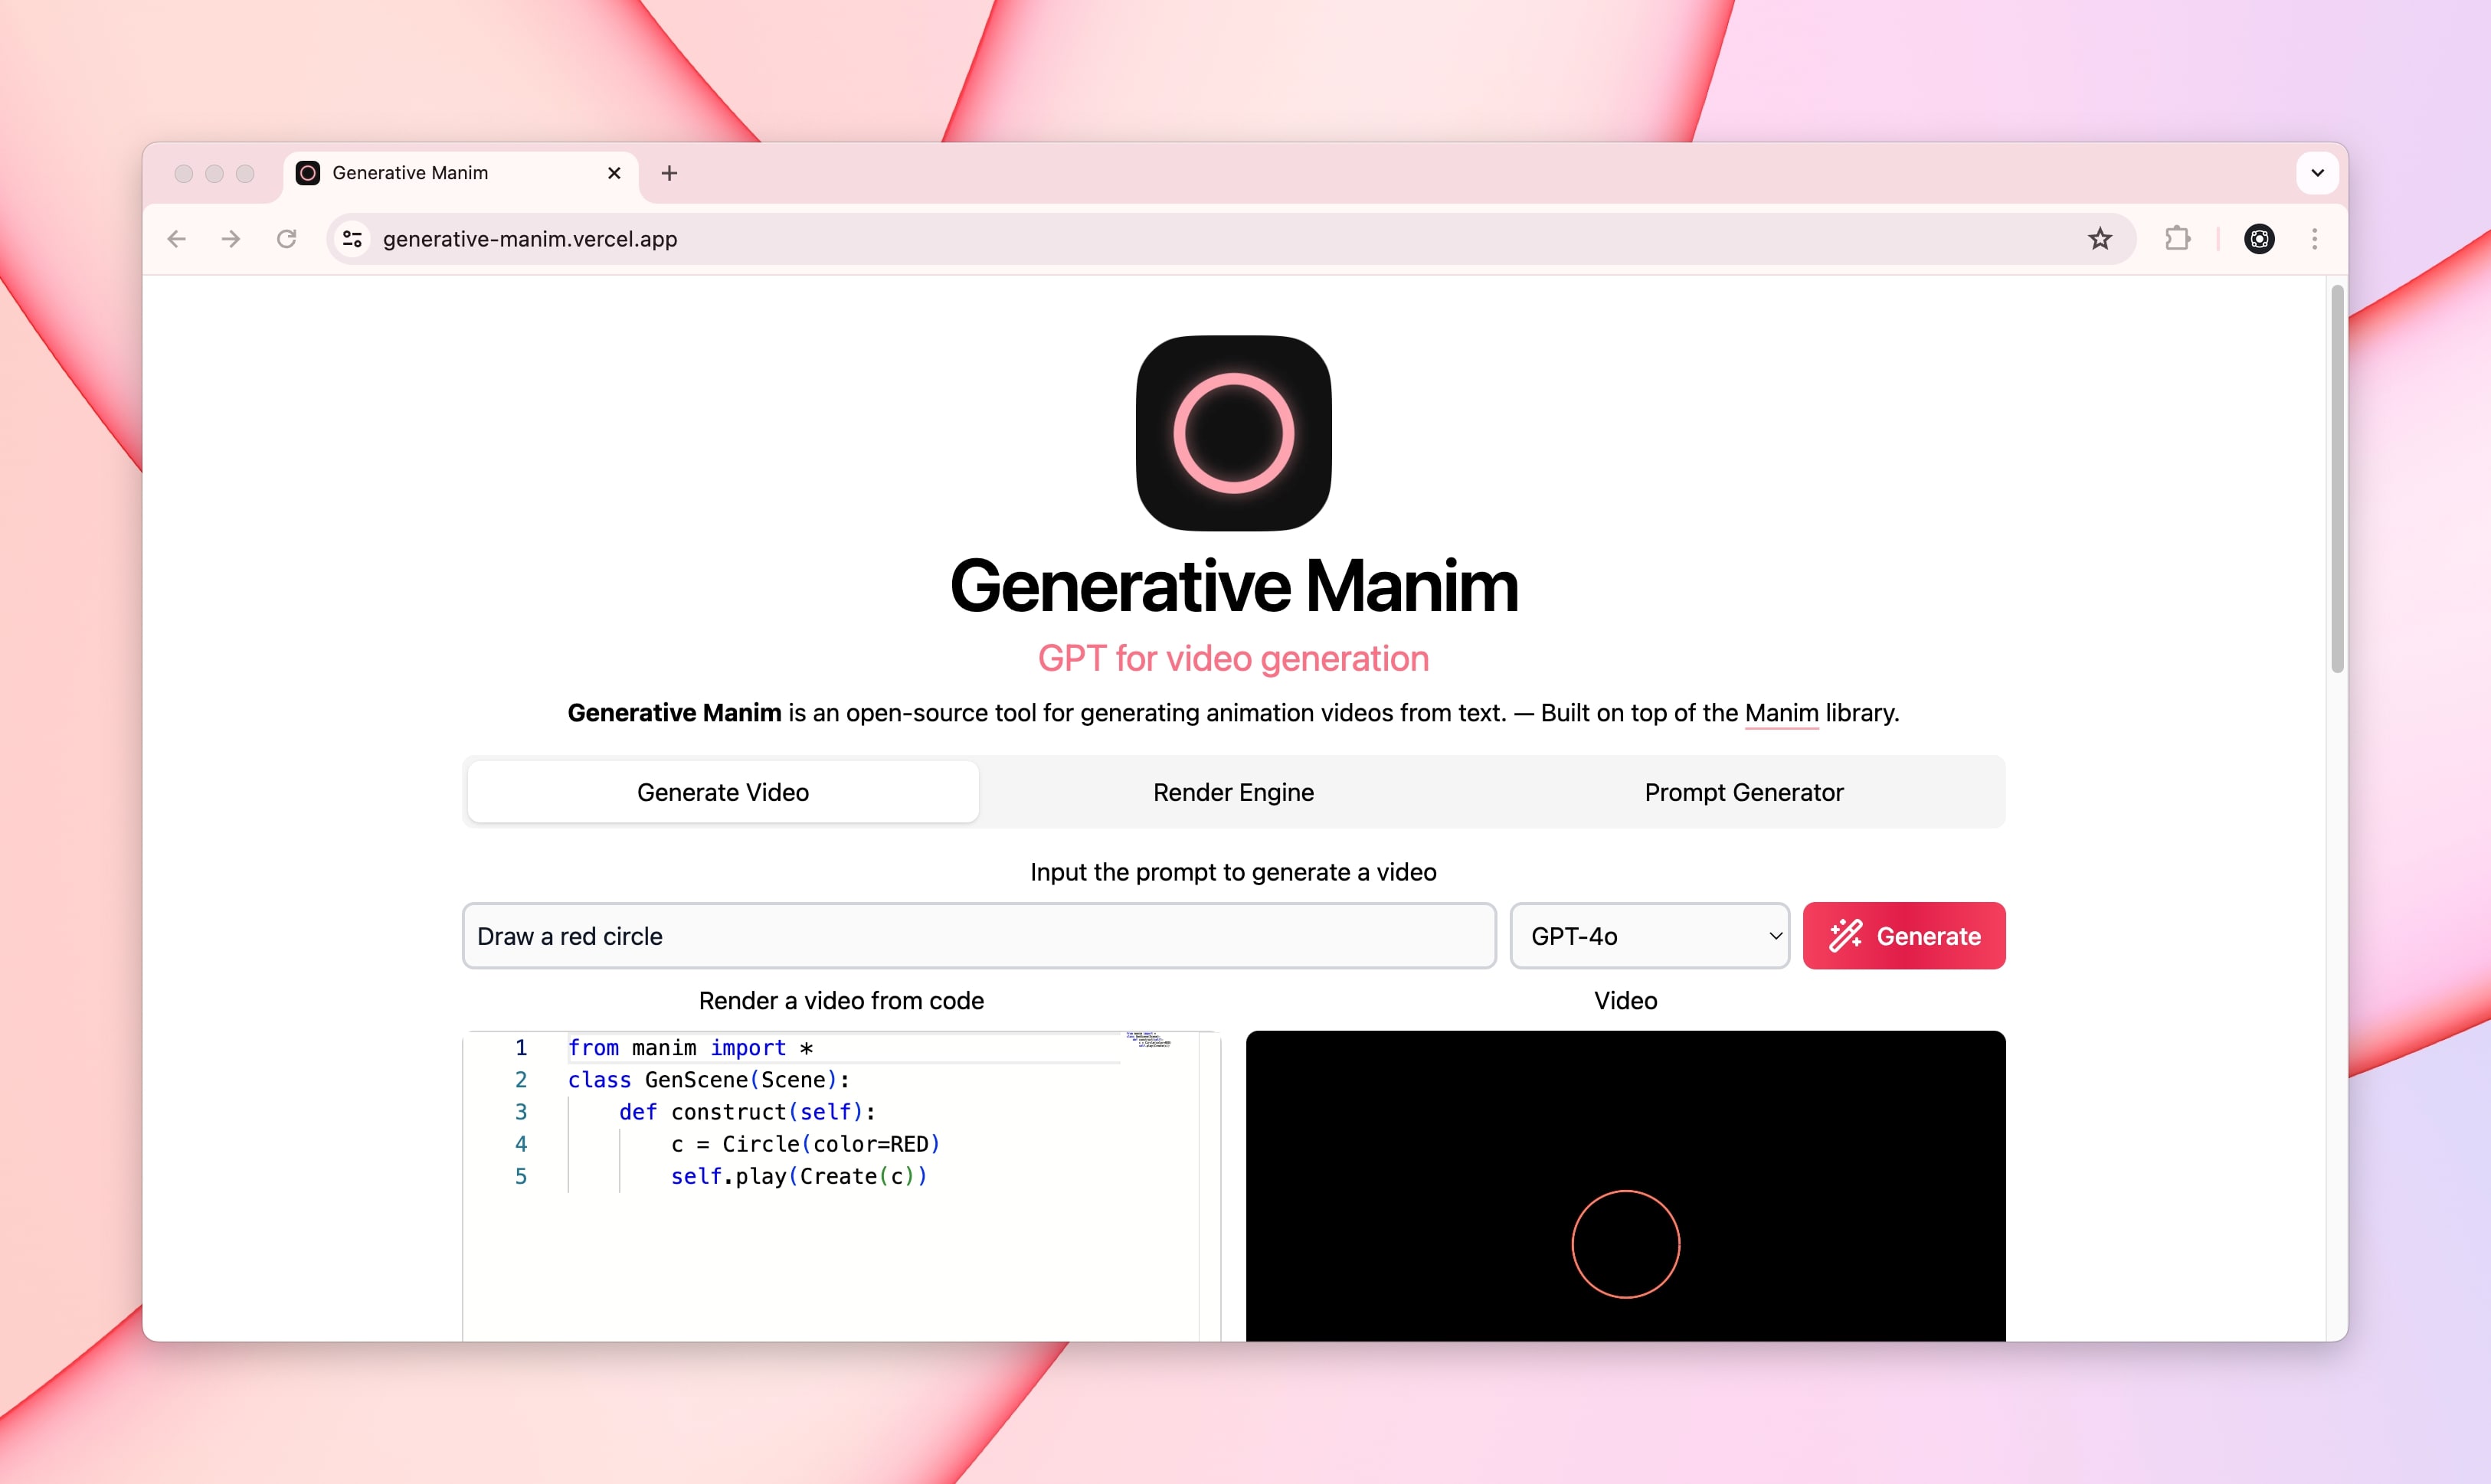 Generative Manim
generative-manim.vercel.app
Generative Manim
GPT for video generation
Generative Manim is an open-source tool for generating animation videos from text. — Built on top of the Manim library.
Generate Video
Render Engine
Prompt Generator
Input the prompt to generate a video
Draw a red circle
GPT-4o
Generate
Render a video from code
Video
1 from manim import *
2 class GenScene(Scene):
3     def construct(self):
4         c = Circle(color=RED)
5         self.play(Create(c))